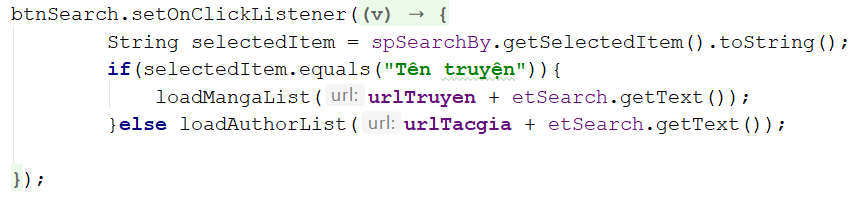 btnSearch.setOnClickListener((v) → {
String selectedItem = spSearchBy.getSelectedItem().toString();
if(selectedItem.equals("Tên truyện")){
loadMangaList( url: urlTruyen + etSearch.getText());
}else loadAuthorList( url: urlTacgia + etSearch.getText());
});